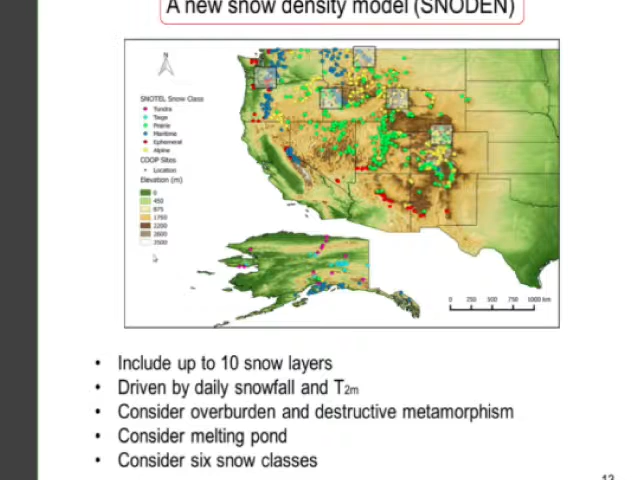 A new snow density model (SNODEN)
N
SNOTEL Snow Class
Tundra
Taiga
Prairie
Maritime
Ephemeral
Alpine
COOP Sites
Location
Elevation (m)
0
450
875
1750
2200
2600
3500
0 250 500 750 1000 km
• Include up to 10 snow layers
• Driven by daily snowfall and T2m
• Consider overburden and destructive metamorphism
• Consider melting pond
• Consider six snow classes